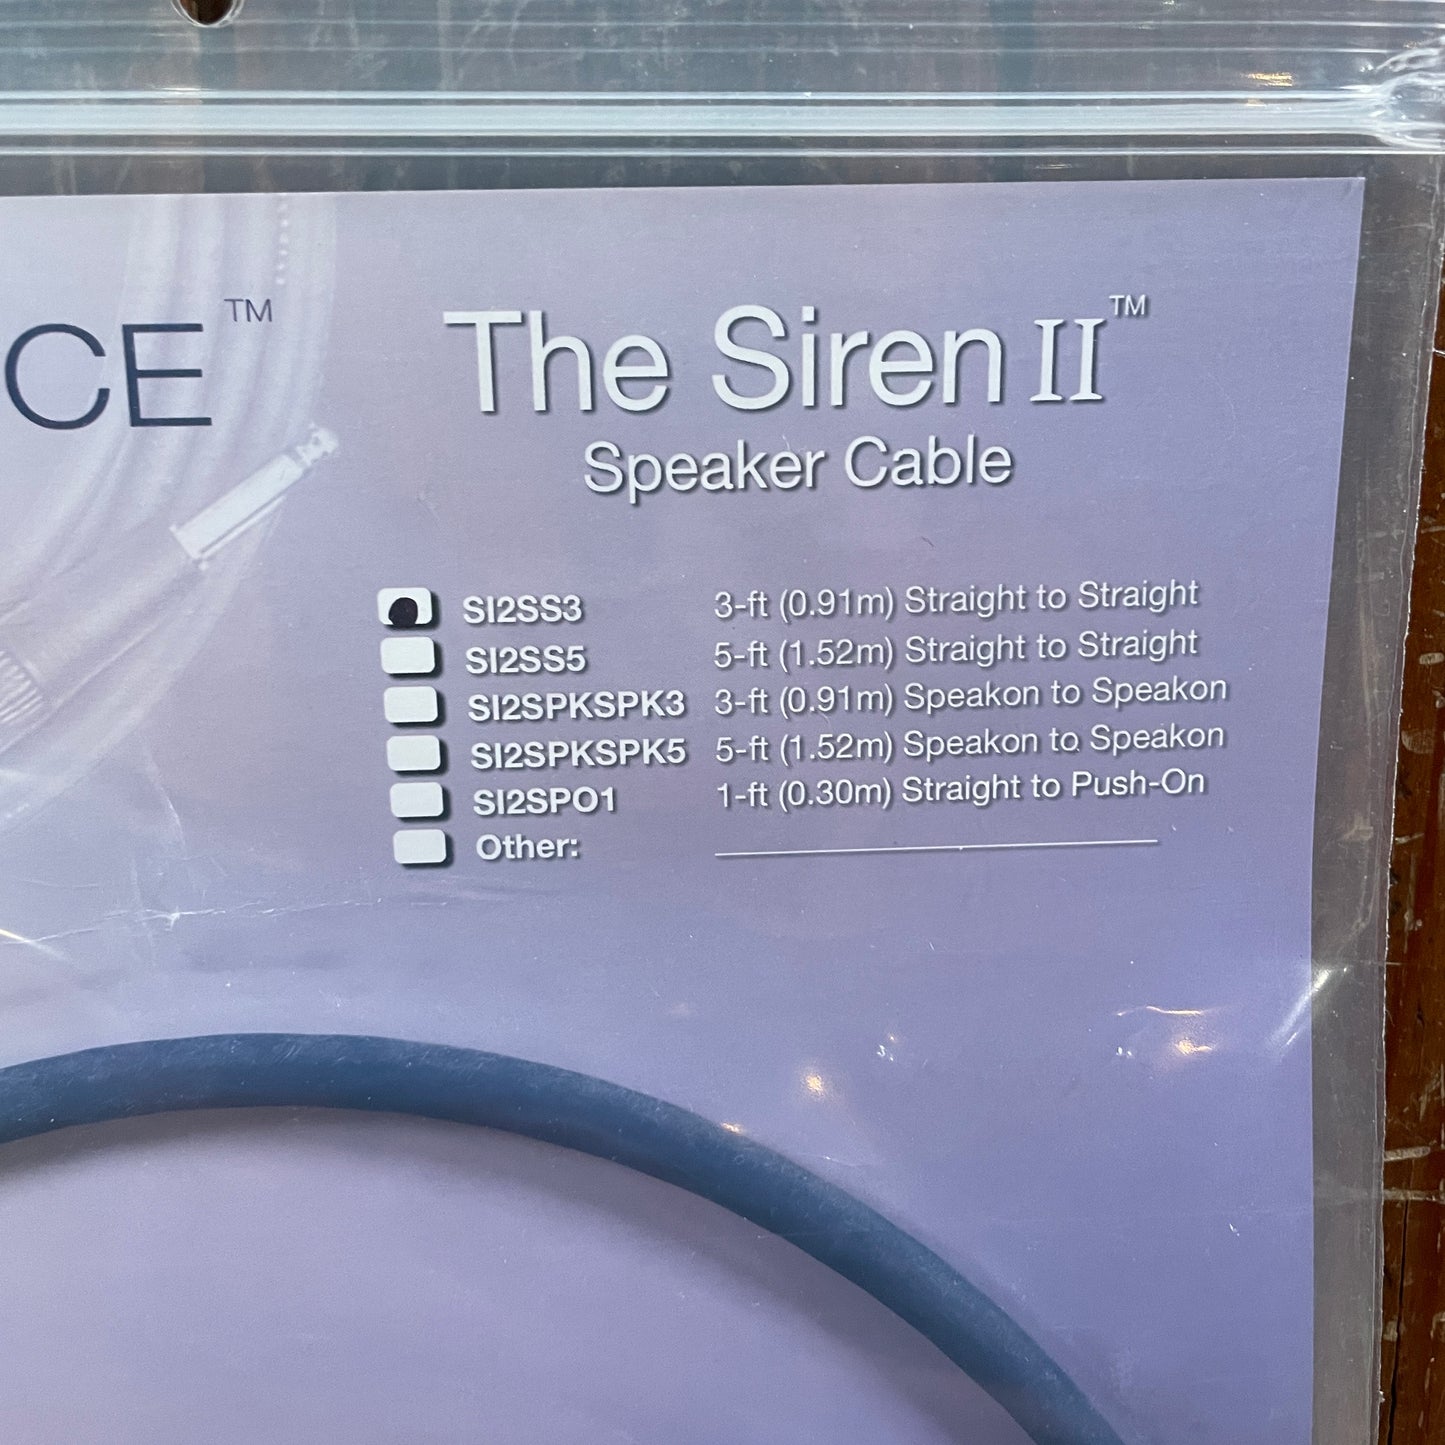 CE™
The Siren II™
Speaker Cable
SI2SS3 3-ft (0.91m) Straight to Straight
SI2SS5 5-ft (1.52m) Straight to Straight
SI2SPKSPK3 3-ft (0.91m) Speakon to Speakon
SI2SPKSPK5 5-ft (1.52m) Speakon to Speakon
SI2SPO1 1-ft (0.30m) Straight to Push-On
Other: